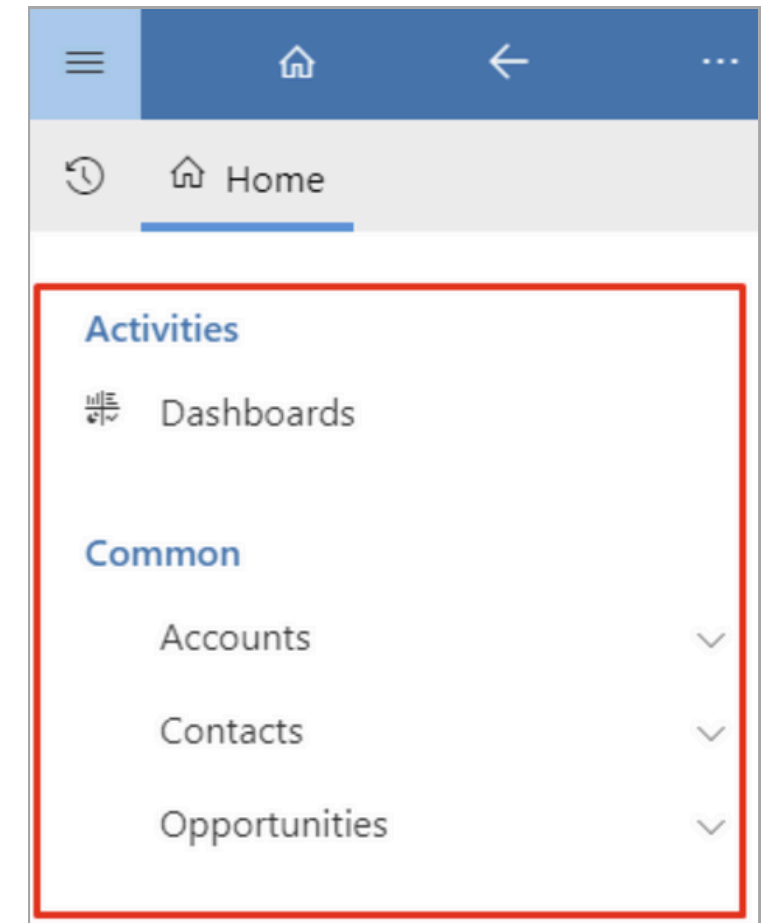 Home
Activities
Dashboards
Common
Accounts
Contacts
Opportunities